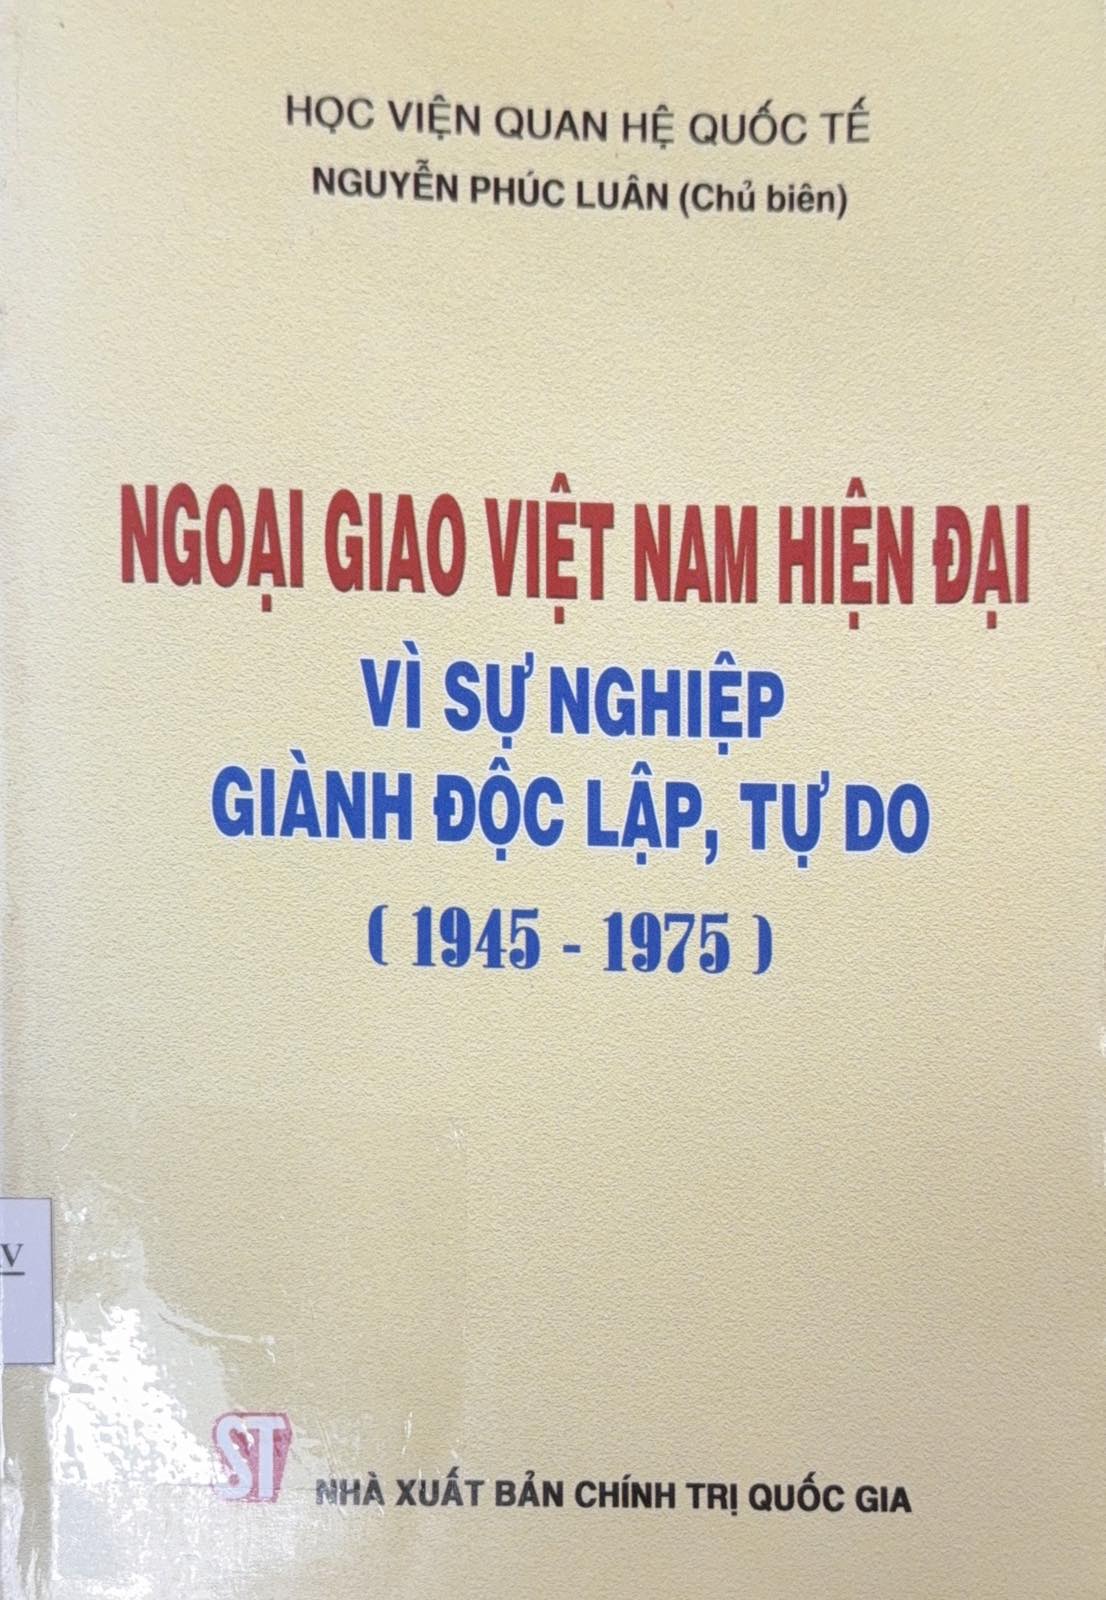 HỌC VIỆN QUAN HỆ QUỐC TẾ
NGUYỄN PHÚC LUÂN (Chủ biên)
NGOẠI GIAO VIỆT NAM HIỆN ĐẠI
VÌ SỰ NGHIỆP
GIÀNH ĐỘC LẬP, TỰ DO
( 1945 - 1975 )
V
ST
NHÀ XUẤT BẢN CHÍNH TRỊ QUỐC GIA